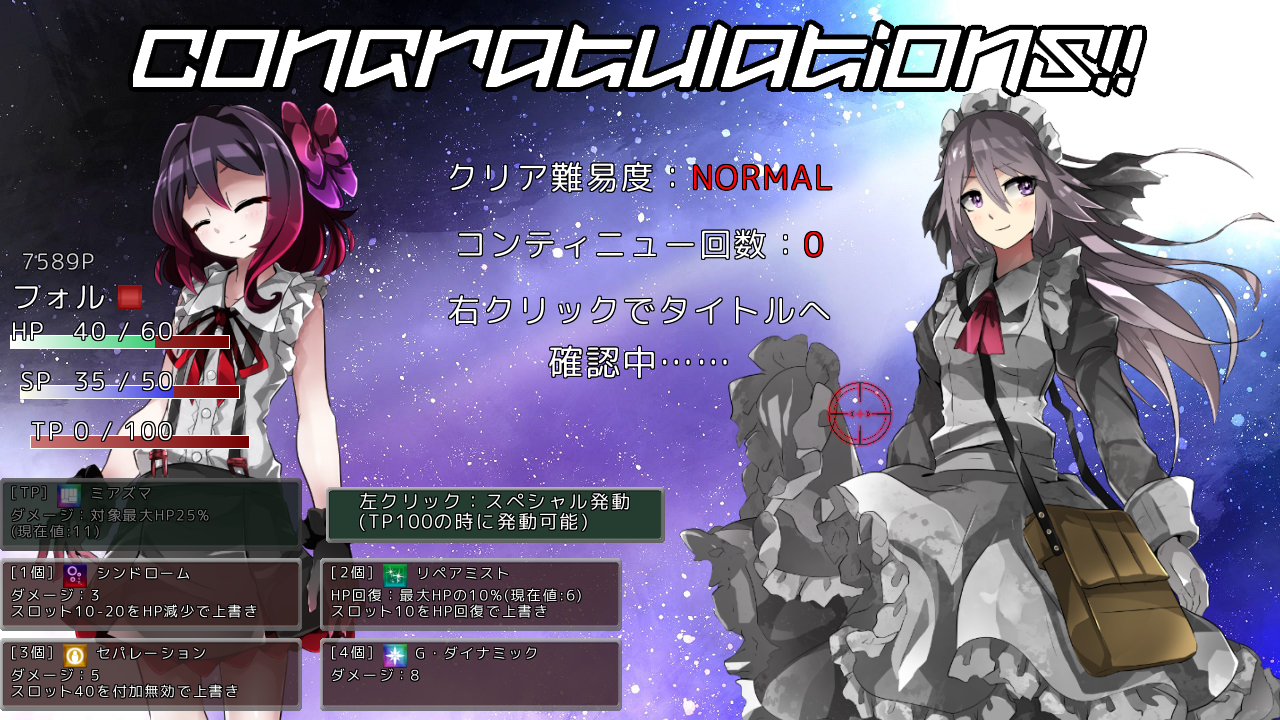 congratulations!!
クリア難易度：NORMAL
コンティニュー回数：0
右クリックでタイトルへ
確認中……
7589P
フォル
HP 40 / 60
SP 35 / 50
TP 0 / 100
[TP] ミアズマ
ダメージ：対象最大HP25%
(現在値:11)
左クリック：スペシャル発動
(TP100の時に発動可能)
[1個] シンドローム
ダメージ：3
スロット10-20をHP減少で上書き
[2個] リペアミスト
HP回復：最大HPの10%(現在値:6)
スロット10をHP回復で上書き
[3個] セパレーション
ダメージ：5
スロット40を付加無効で上書き
[4個] G・ダイナミック
ダメージ：8